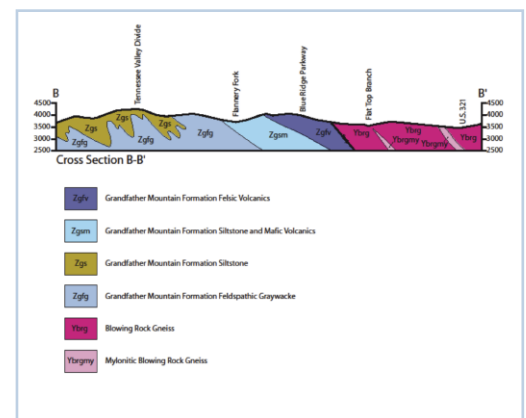 Tennessee Valley Divide
Flannery Fork
Blue Ridge Parkway
Flat Top Branch
U.S.321
B
B'
4500
4000
3500
3000
2500
Zgs
Zgs
Zgs
Zgfg
Zgfg
Zgfg
Zgsm
Zgfv
Ybrg
Ybrg
Ybrgmy
Ybrgmy
Ybrg
4500
4000
3500
3000
2500
Cross Section B-B'
Zgfv Grandfather Mountain Formation Felsic Volcanics
Zgsm Grandfather Mountain Formation Siltstone and Mafic Volcanics
Zgs Grandfather Mountain Formation Siltstone
Zgfg Grandfather Mountain Formation Feldspathic Graywacke
Ybrg Blowing Rock Gneiss
Ybrgmy Mylonitic Blowing Rock Gneiss